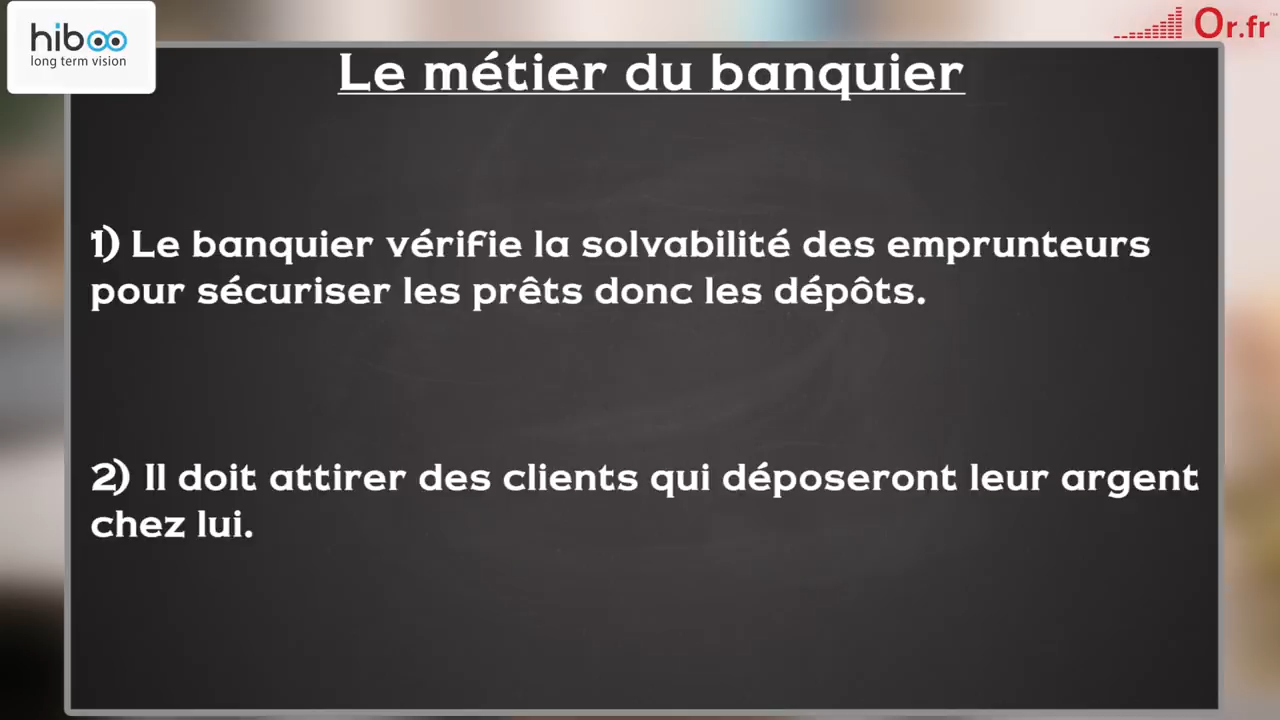 hiboo
long term vision
Or.fr
Le métier du banquier
1) Le banquier vérifie la solvabilité des emprunteurs
pour sécuriser les prêts donc les dépôts.
2) Il doit attirer des clients qui déposeront leur argent
chez lui.